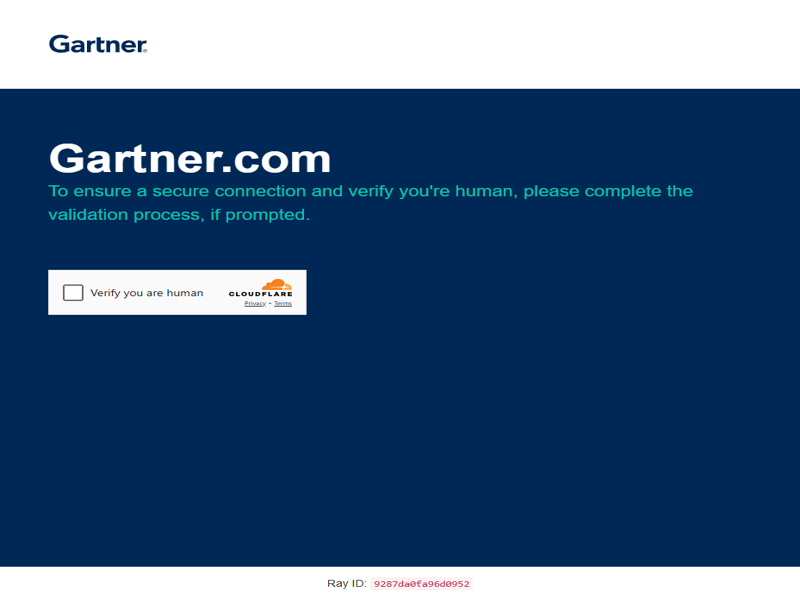 Gartner®
Gartner.com
To ensure a secure connection and verify you're human, please complete the
validation process, if prompted.
Verify you are human
CLOUDFLARE
Privacy • Terms
Ray ID: 9287da0fa96d0952